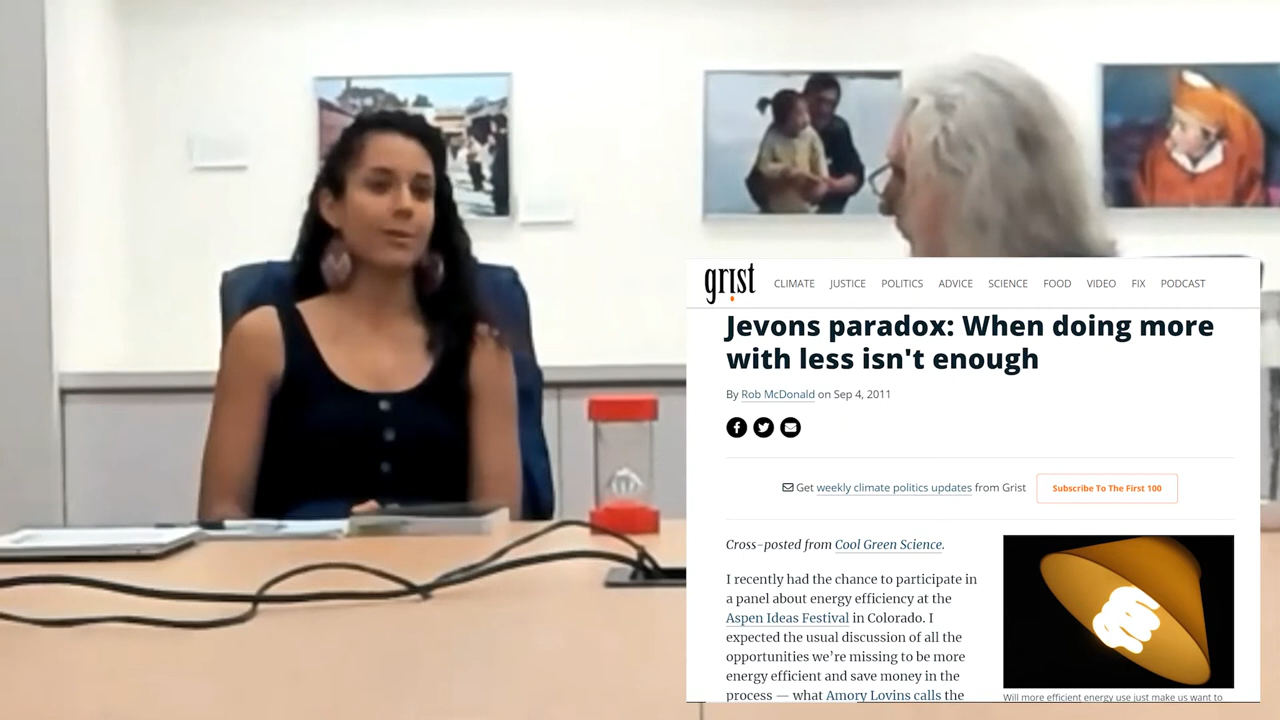 grist
CLIMATE JUSTICE POLITICS ADVICE SCIENCE FOOD VIDEO FIX PODCAST
Jevons paradox: When doing more
with less isn't enough
By Rob McDonald on Sep 4, 2011
Get weekly climate politics updates from Grist
Subscribe To The First 100
Cross-posted from Cool Green Science.
I recently had the chance to participate in
a panel about energy efficiency at the
Aspen Ideas Festival in Colorado. I
expected the usual discussion of all the
opportunities we’re missing to be more
energy efficient and save money in the
process — what Amory Lovins calls the
Will more efficient energy use just make us want to